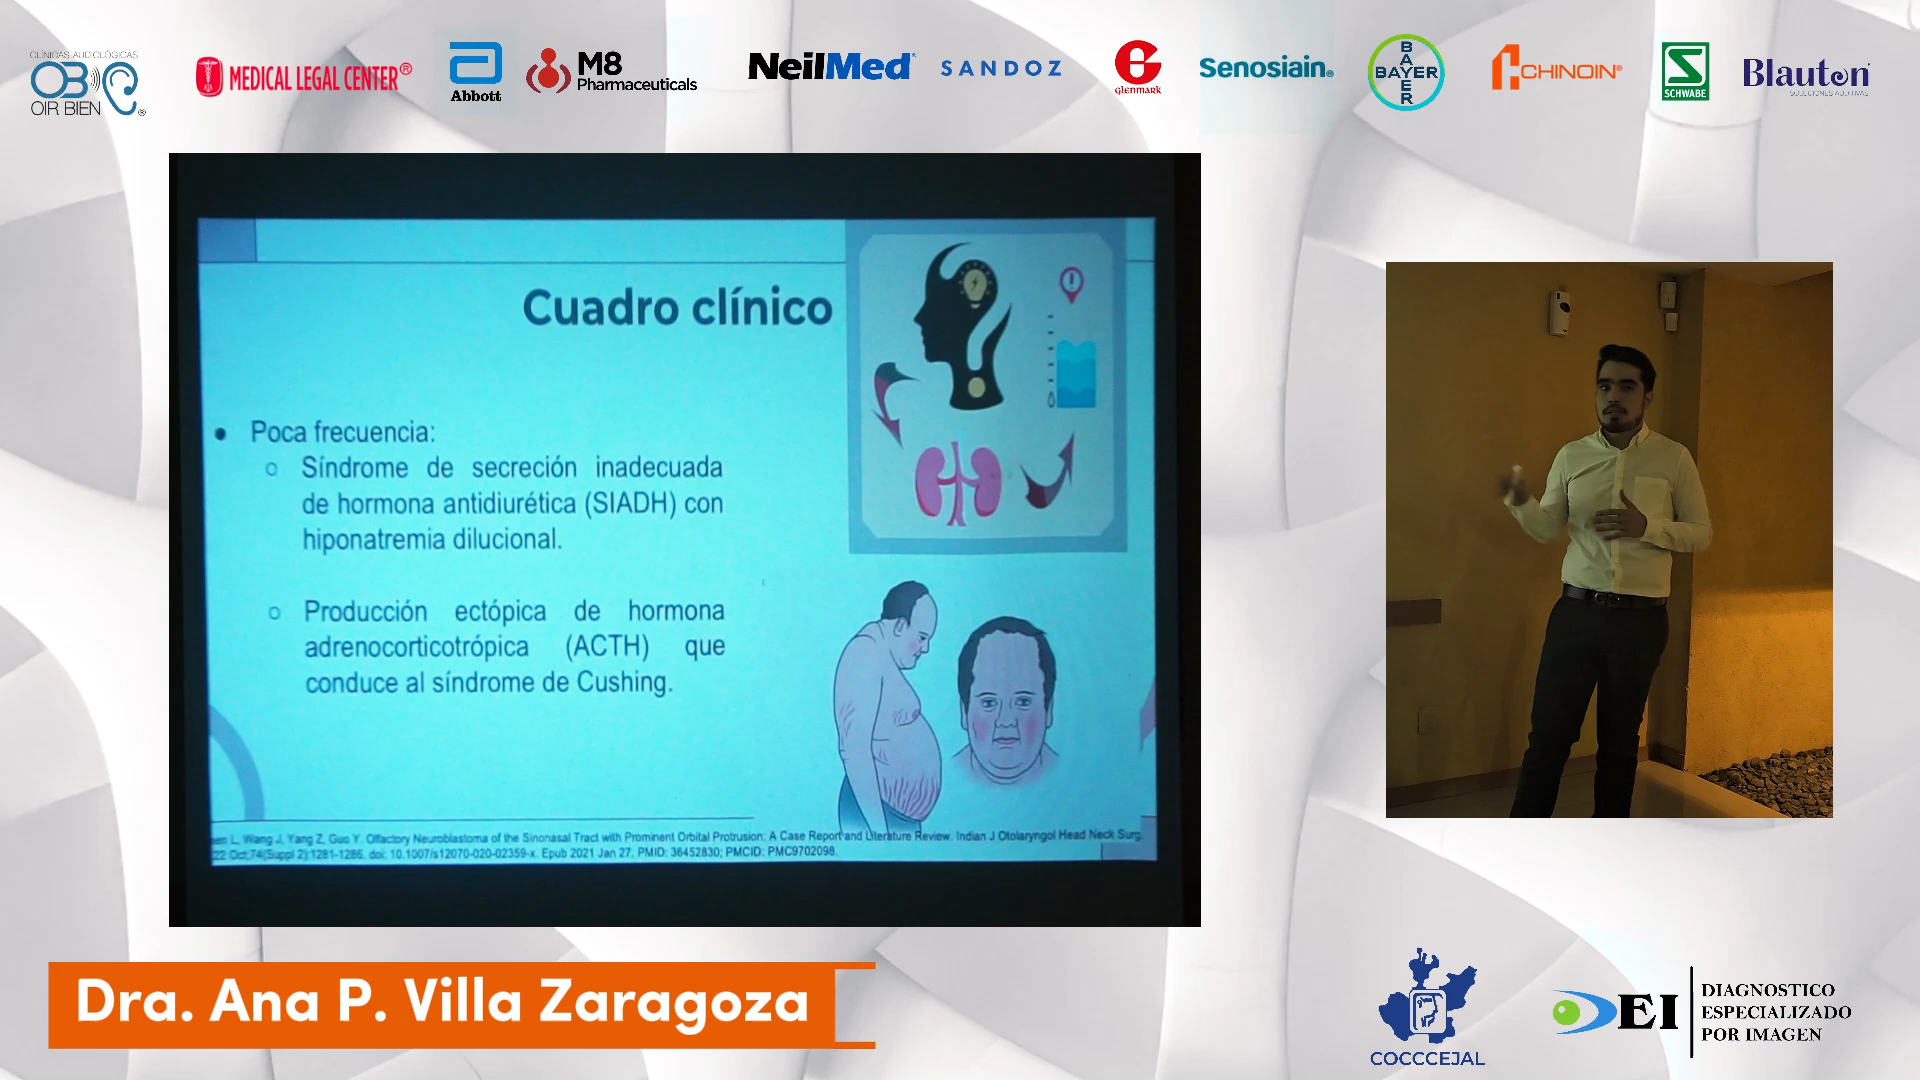 CLÍNICAS AUDIOLÓGICAS
OB
OIR BIEN
®
MEDICAL LEGAL CENTER®
Abbott
M8
Pharmaceuticals
NeilMed®
SANDOZ
glenmark
Senosiain®
BAYER
BAYER
CHINOIN®
SCHWABE
Blauton
SOLUCIONES AUDITIVAS
Cuadro clínico
● Poca frecuencia:
○ Síndrome de secreción inadecuada
de hormona antidiurética (SIADH) con
hiponatremia dilucional.
○ Producción ectópica de hormona
adrenocorticotrópica (ACTH) que
conduce al síndrome de Cushing.
L, Wang J, Yang Z, Guo Y. Olfactory Neuroblastoma of the Sinonasal Tract with Prominent Orbital Protrusion: A Case Report and Literature Review. Indian J Otolaryngol Head Neck Surg.
22 Oct;74(Suppl 2):1281-1286. doi: 10.1007/s12070-020-02359-x. Epub 2021 Jan 27. PMID: 36452830; PMCID: PMC9702098.
Dra. Ana P. Villa Zaragoza
COCCCEJAL
DEI
DIAGNOSTICO
ESPECIALIZADO
POR IMAGEN